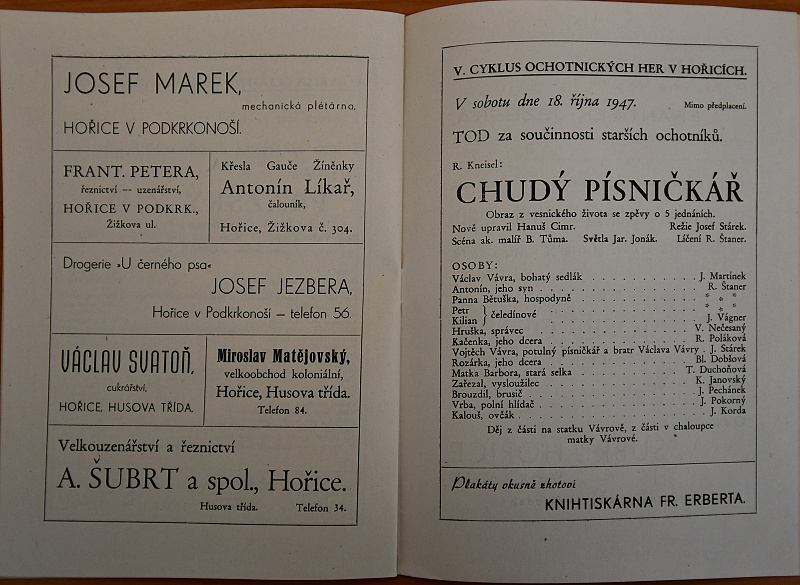 JOSEF MAREK,
mechanická plétárna,
HOŘICE V PODKRKONOŠÍ.
FRANT. PETERA,
řeznictví — uzenářství,
HOŘICE V PODKRK.,
Žižkova ul.
Křesla Gauče Žíněnky
Antonín Líkař,
čalouník,
Hořice, Žižkova č. 304.
Drogerie »U černého psa«
JOSEF JEZBERA,
Hořice v Podkrkonoší — telefon 56.
VÁCLAV SVATOŇ,
cukrářství,
HOŘICE, HUSOVA TŘÍDA.
Miroslav Matějovský,
velkoobchod koloniální,
Hořice, Husova třída.
Telefon 84.
Velkouzenářství a řeznictví
A. ŠUBRT a spol., Hořice.
Husova třída. Telefon 34.
V. CYKLUS OCHOTNICKÝCH HER V HOŘICÍCH.
V sobotu dne 18. října 1947. Mimo předplacení.
TOD za součinnosti starších ochotníků.
R. Kneisel:
CHUDÝ PÍSNIČKÁŘ
Obraz z vesnického života se zpěvy o 5 jednáních.
Nově upravil Hanuš Cimr. Režie Josef Stárek.
Scéna ak. malíř B. Tůma. Světla Jar. Jonák. Líčení R. Štaner.
OSOBY:
Václav Vávra, bohatý sedlák . . . . . . . . . . J. Martínek
Antonín, jeho syn . . . . . . . . . . R. Štaner
Panna Bětuška, hospodyně . . . . . . . . . . * * *
Petr } čeledínové . . . . . . . . . . * * *
Kilian } J. Vágner
Hruška, správec . . . . . . . . . . V. Nečesaný
Kačenka, jeho dcera . . . . . . . . . . R. Poláková
Vojtěch Vávra, potulný písničkář a bratr Václava Vávry . J. Stárek
Rozárka, jeho dcera . . . . . . . . . . Bl. Dobšová
Matka Barbora, stará selka . . . . . . . . . . T. Duchoňová
Zařezal, vysloužilec . . . . . . . . . . K. Janovský
Brouzdil, brusič . . . . . . . . . . J. Pechánek
Vrba, polní hlídač . . . . . . . . . . J. Pokorný
Kalouš, ovčák . . . . . . . . . . J. Korda
Děj z části na statku Vávrově, z části v chaloupce
matky Vávrové.
Plakáty vkusně zhotoví
KNIHTISKÁRNA FR. ERBERTA.